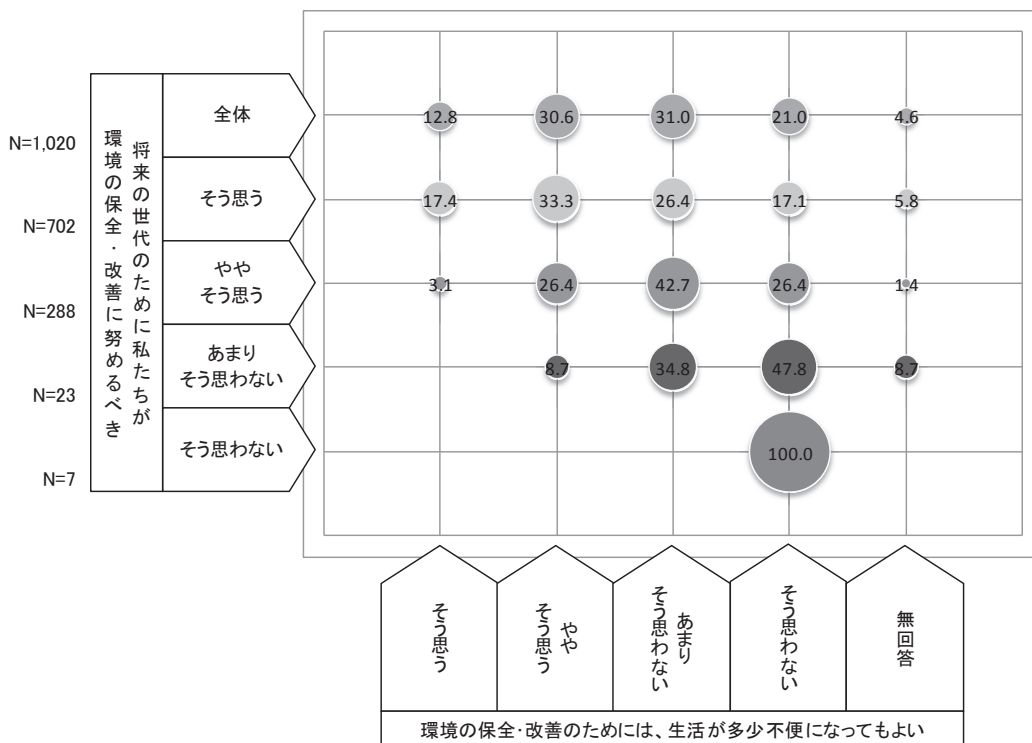 将来の世代のために私たちが
環境の保全・改善に努めるべき
N=1,020
全体
12.8
30.6
31.0
21.0
4.6
N=702
そう思う
17.4
33.3
26.4
17.1
5.8
N=288
やや
そう思う
3.1
26.4
42.7
26.4
1.4
N=23
あまり
そう思わない
8.7
34.8
47.8
8.7
N=7
そう思わない
100.0
そう思う
やや
そう思う
あまり
そう思わない
そう思わない
無回答
環境の保全・改善のためには、生活が多少不便になってもよい